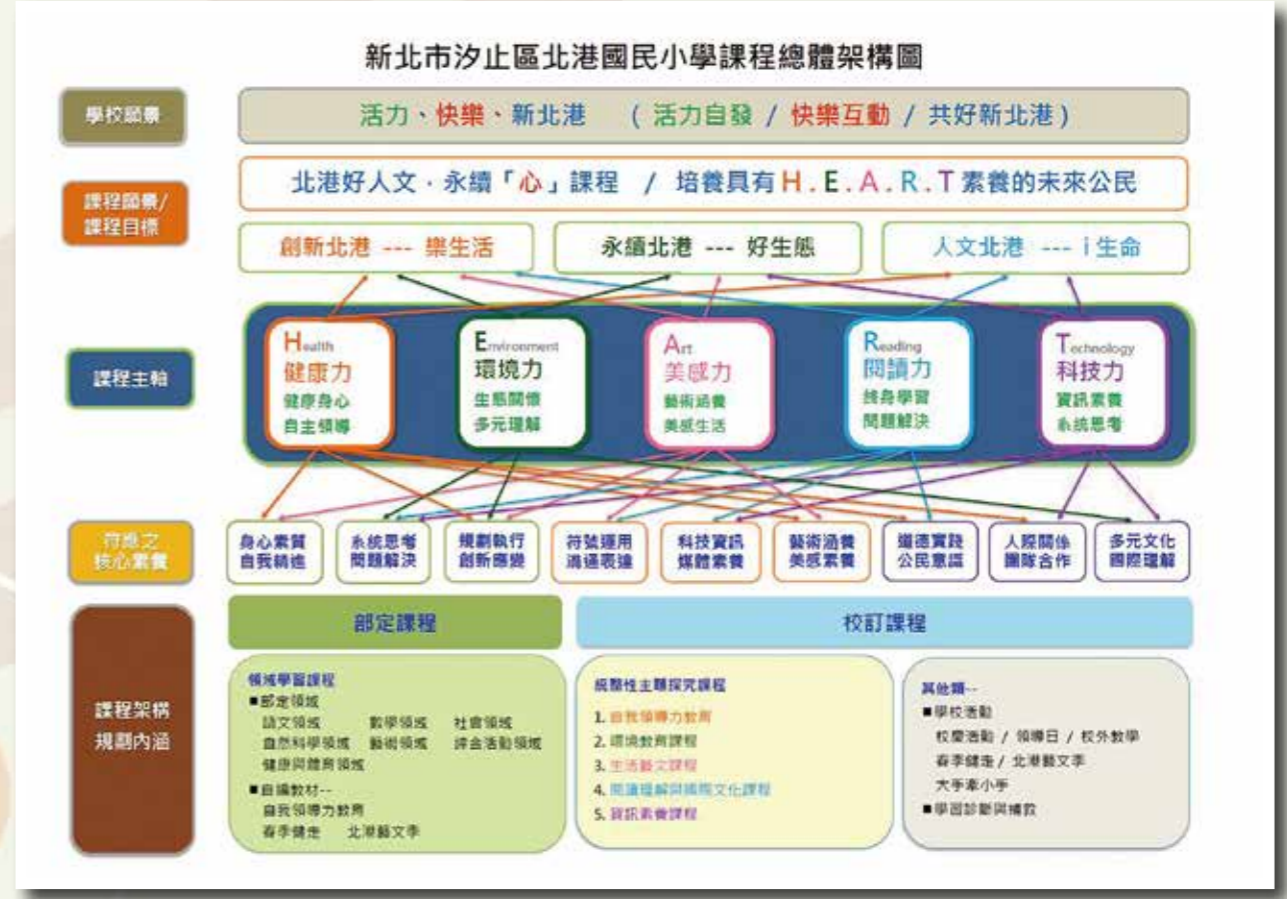 新北市汐止區北港國民小學課程總體架構圖
學校願景
活力、快樂、新北港 ( 活力自發 / 快樂互動 / 共好新北港 )
課程願景/
課程目標
北港好人文‧永續「心」課程 / 培養具有H.E.A.R.T素養的未來公民
創新北港 --- 樂生活
永續北港 --- 好生態
人文北港 --- i生命
課程主軸
Health
健康力
健康身心
自主領導
Environment
環境力
生態關懷
多元理解
Art
美感力
藝術涵養
美感生活
Reading
閱讀力
終身學習
問題解決
Technology
科技力
資訊素養
系統思考
符應之
核心素養
身心素質
自我精進
系統思考
問題解決
規劃執行
創新應變
符號運用
溝通表達
科技資訊
媒體素養
藝術涵養
美感素養
道德實踐
公民意識
人際關係
團隊合作
多元文化
國際理解
課程架構
規劃內涵
部定課程
校訂課程
領域學習課程
■部定領域
語文領域 數學領域 社會領域
自然科學領域 藝術領域 綜合活動領域
健康與體育領域
■自編教材--
自我領導力教育
春季健走 北港藝文季
統整性主題探究課程
1. 自我領導力教育
2. 環境教育課程
3. 生活藝文課程
4. 閱讀理解與國際文化課程
5. 資訊素養課程
其他類--
■學校活動
校慶活動 / 領導日 / 校外教學
春季健走 / 北港藝文季
大手牽小手
■學習診斷與補救